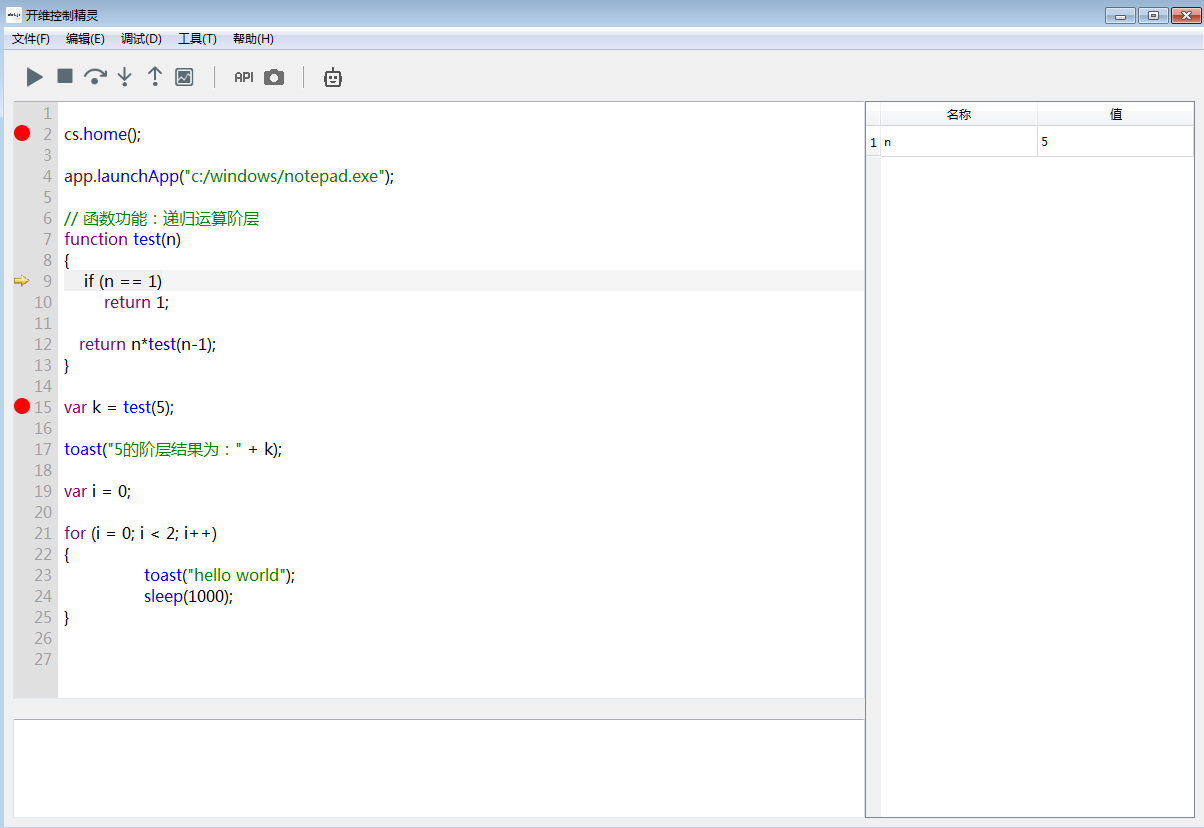 开维控制精灵
文件(F) 编辑(E) 调试(D) 工具(T) 帮助(H)
API
名称 值
1 n 5
1
2 cs.home();
3
4 app.launchApp("c:/windows/notepad.exe");
5
6 // 函数功能：递归运算阶层
7 function test(n)
8 {
9 if (n == 1)
10 return 1;
11
12 return n*test(n-1);
13 }
14
15 var k = test(5);
16
17 toast("5的阶层结果为：" + k);
18
19 var i = 0;
20
21 for (i = 0; i < 2; i++)
22 {
23 toast("hello world");
24 sleep(1000);
25 }
26
27